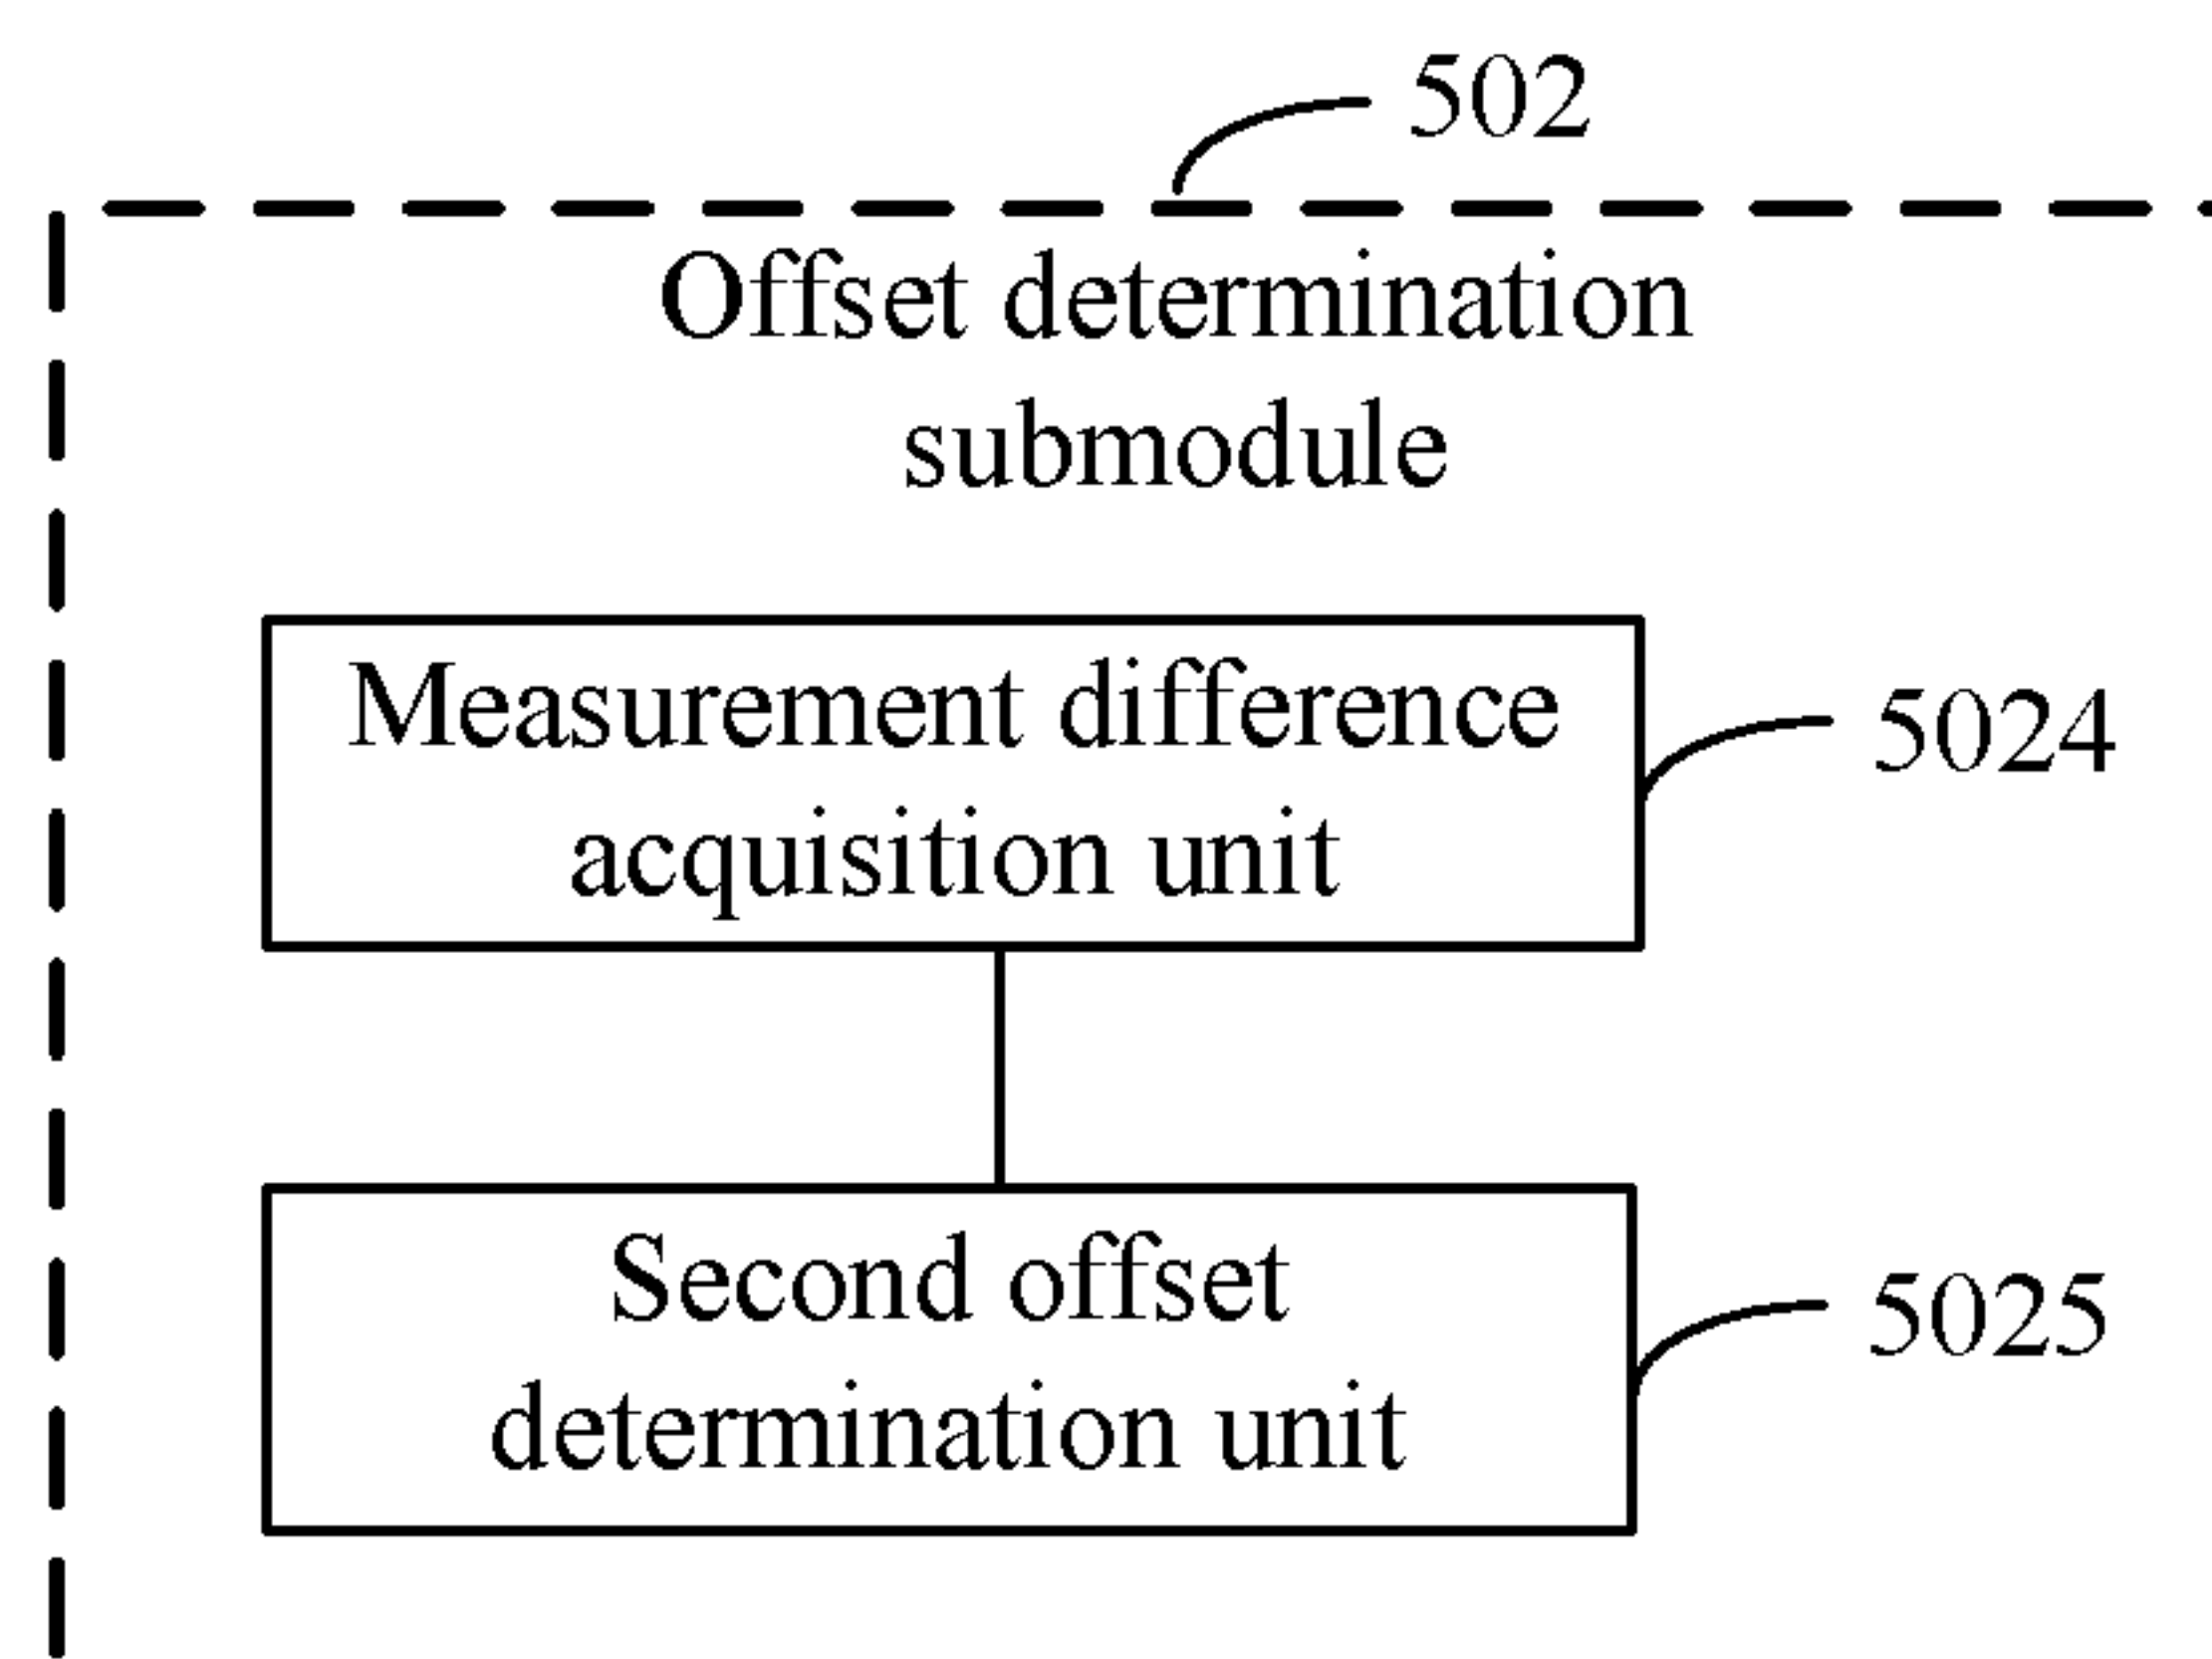 502
Offset determination
submodule
Measurement difference
acquisition unit
5024
Second offset
determination unit
5025